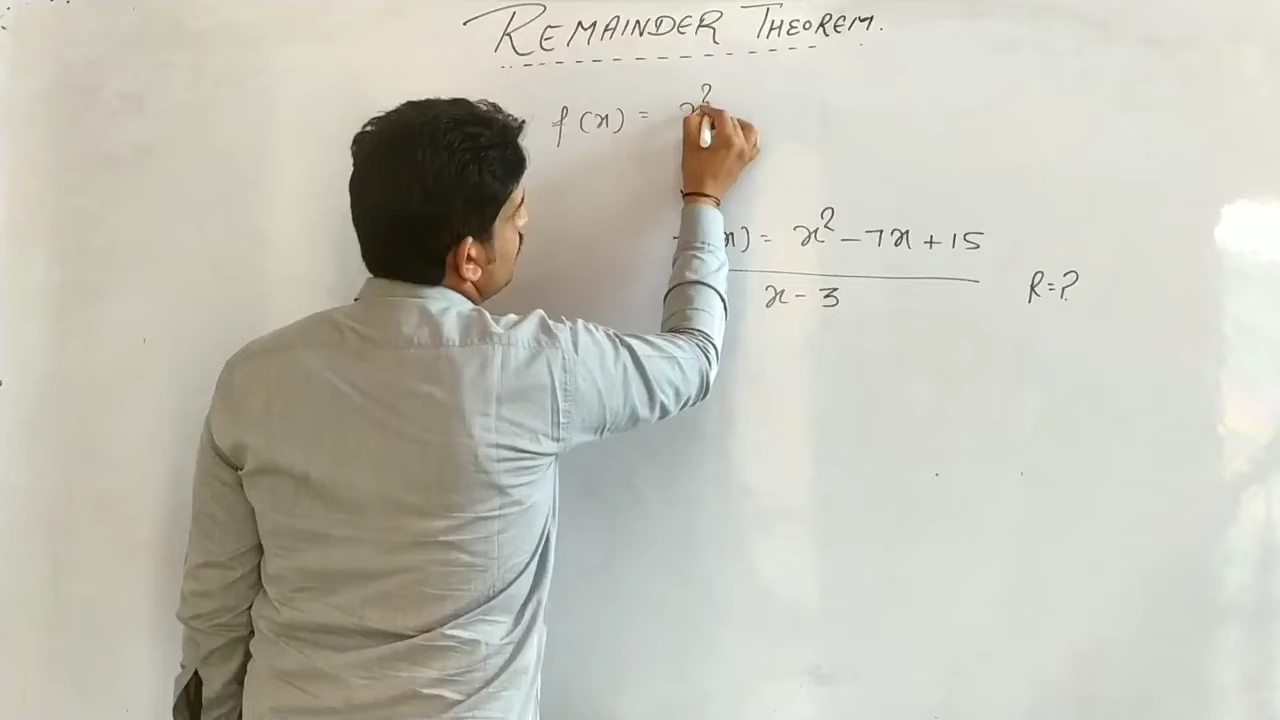 REMAINDER THEOREM.
f(x) = x²
x) = x² - 7x + 15
x - 3
R = ?